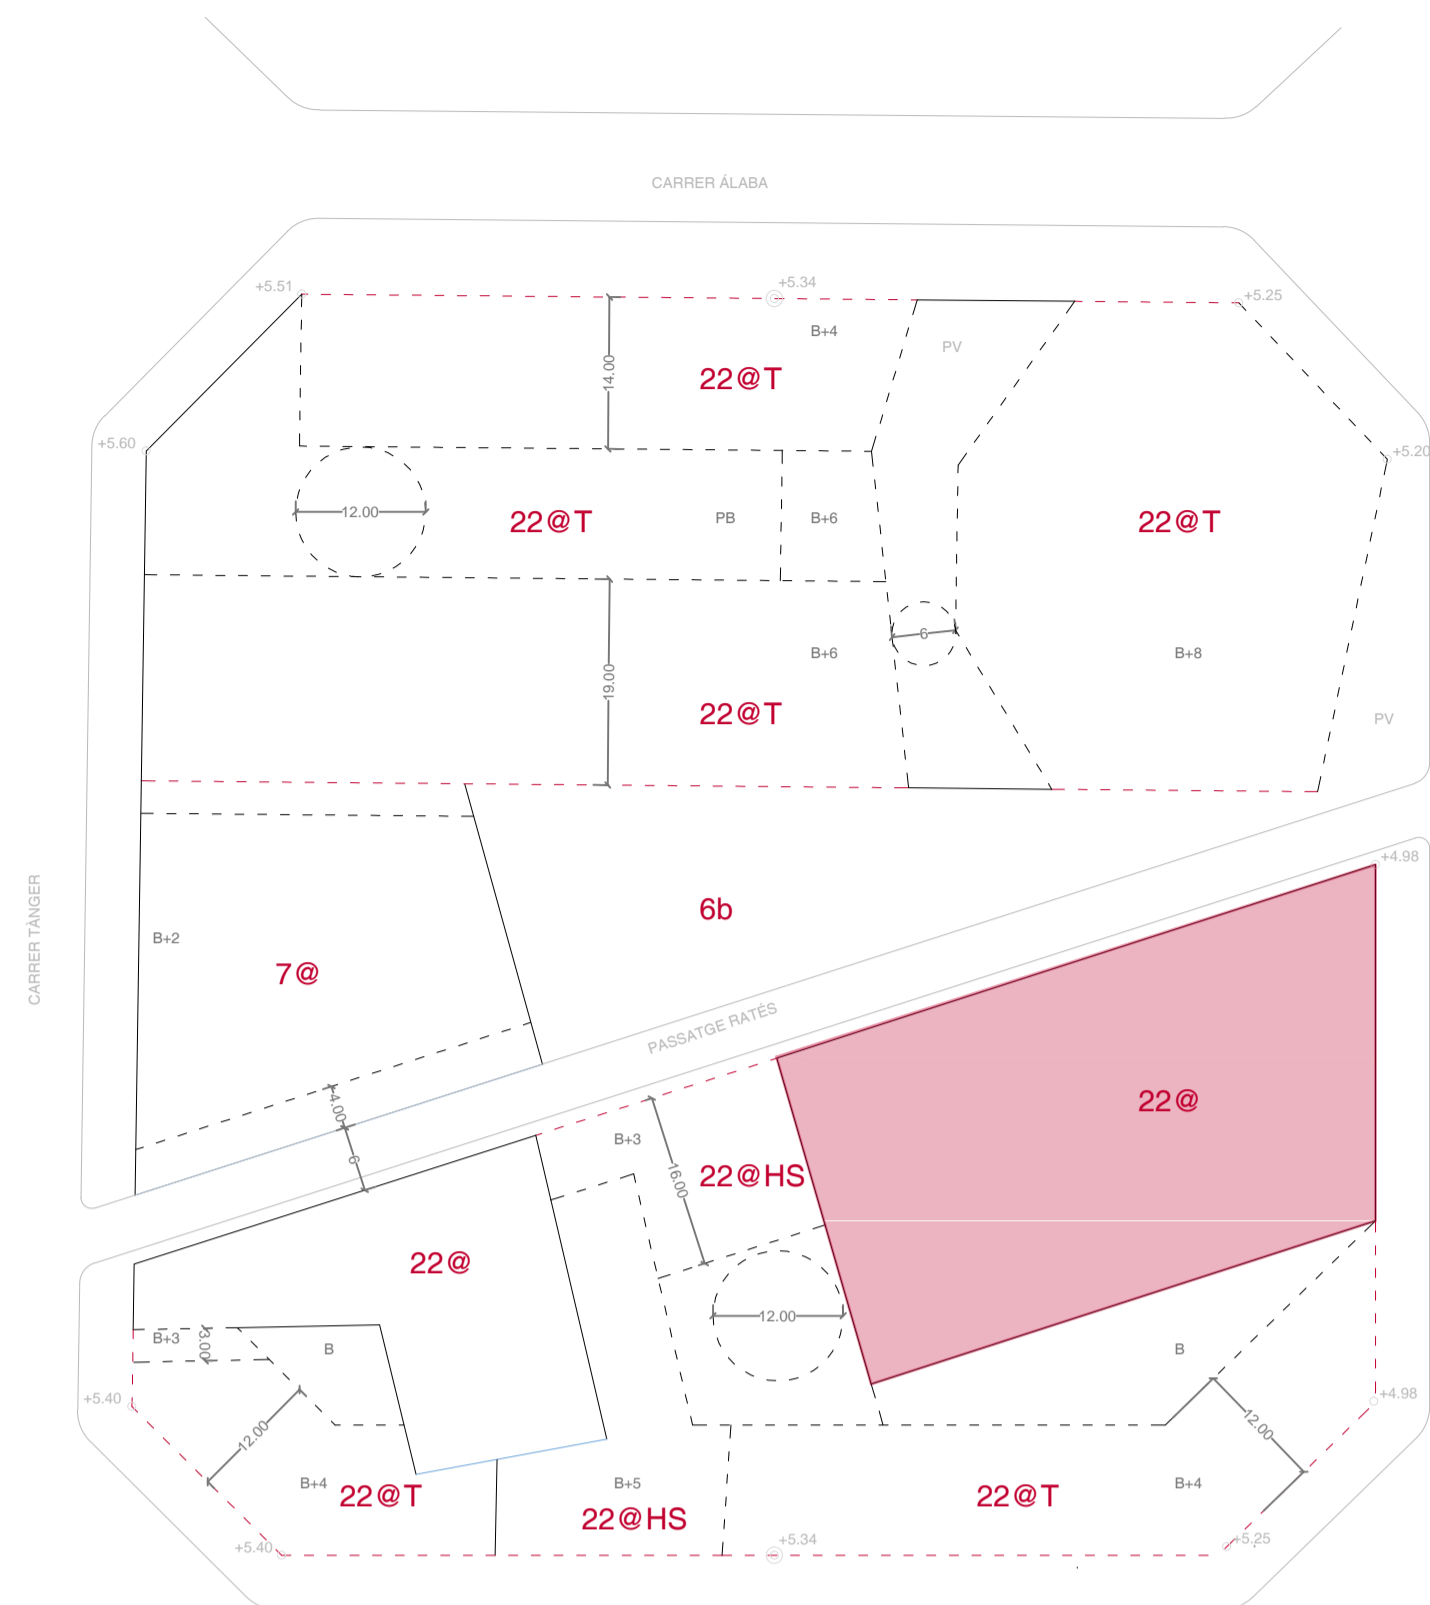 CARRER ÁLABA
+5.51
+5.34
+5.25
B+4
PV
14.00
22@T
+5.60
+5.20
12.00
22@T
PB
B+6
22@T
6
B+6
B+8
19.00
22@T
PV
+4.98
CARRER TÀNGER
B+2
6b
7@
PASSATGE RATÉS
4.00
6
22@
B+3
16.00
22@HS
22@
12.00
B+3
3.00
B
B
+5.40
+4.98
12.00
12.00
B+4
22@T
B+5
22@HS
22@T
B+4
+5.40
+5.34
+5.25